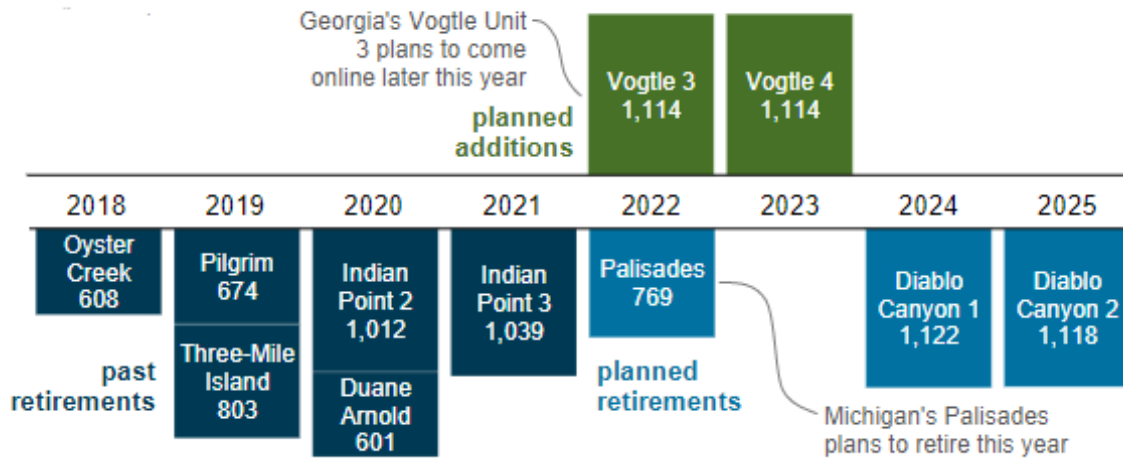 Georgia's Vogtle Unit
3 plans to come
online later this year
planned
additions
Vogtle 3
1,114
Vogtle 4
1,114
2018 2019 2020 2021 2022 2023 2024 2025
Oyster
Creek
608
Pilgrim
674
Three-Mile
Island
803
Indian
Point 2
1,012
Duane
Arnold
601
Indian
Point 3
1,039
Palisades
769
Diablo
Canyon 1
1,122
Diablo
Canyon 2
1,118
past
retirements
planned
retirements
Michigan's Palisades
plans to retire this year